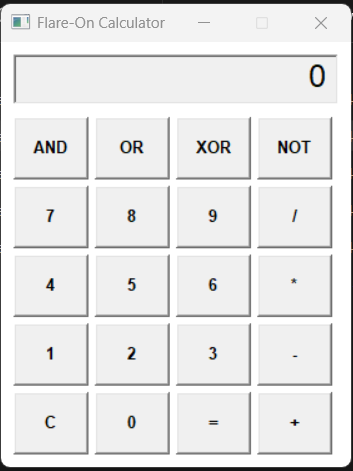 Flare-On Calculator
0
AND OR XOR NOT
7 8 9 /
4 5 6 *
1 2 3 -
C 0 = +